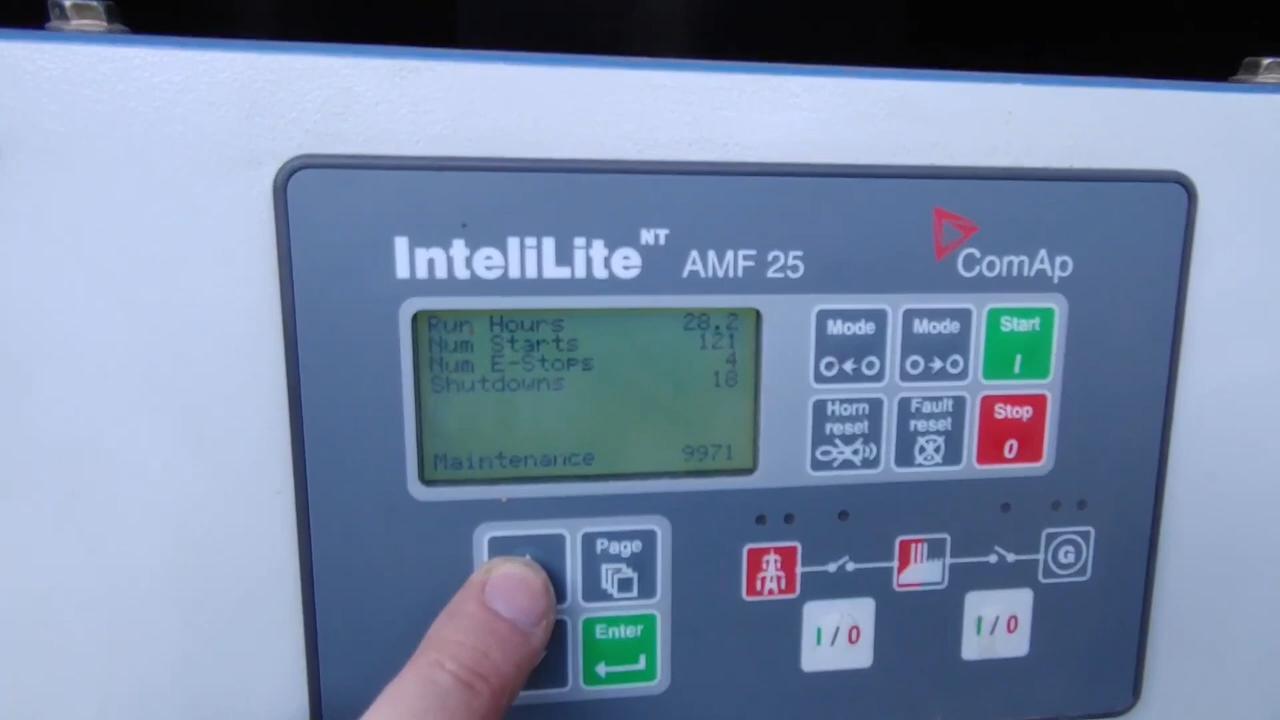 InteliLite NT AMF 25
ComAp
Run Hours 28.2
Num Starts 121
Num E-Stops 4
Shutdowns 18
Maintenance 9971
Mode
Mode
Start
I
Horn reset
Fault reset
Stop
0
Page
Enter
G
I / 0
I / 0